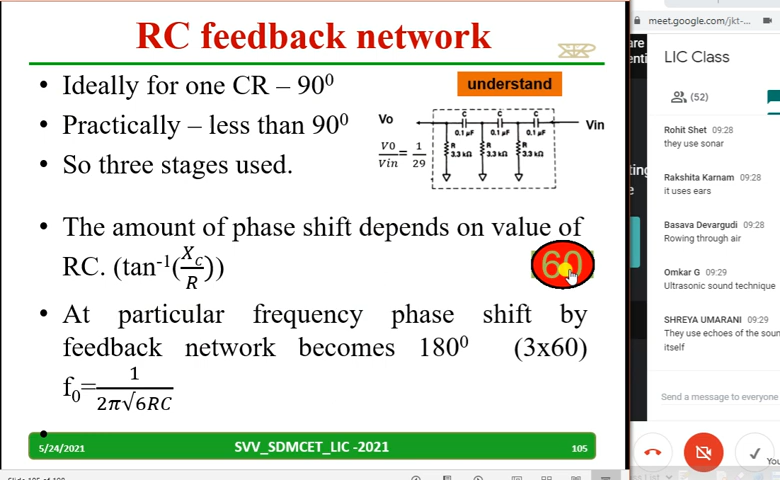 RC feedback network
• Ideally for one CR – 90⁰
understand
• Practically – less than 90⁰
Vo
Vin
C C C
0.1 μF 0.1 μF 0.1 μF
R R R
3.3 kΩ 3.3 kΩ 3.3 kΩ
VO/Vin = 1/29
• So three stages used.
• The amount of phase shift depends on value of
RC. (tan⁻¹(X_c/R))
60
• At particular frequency phase shift by
feedback network becomes 180⁰ (3x60)
f₀=1/2π√6RC
•
5/24/2021
SVV_SDMCET_LIC -2021
105
meet.google.com/jkt-...
LIC Class
(52)
Rohit Shet 09:28
they use sonar
Rakshita Karnam 09:28
it uses ears
Basava Devargudi 09:28
Rowing through air
Omkar G 09:29
Ultrasonic sound technique
SHREYA UMARANI 09:29
They use echoes of the soun
itself
Send a message to everyone
You